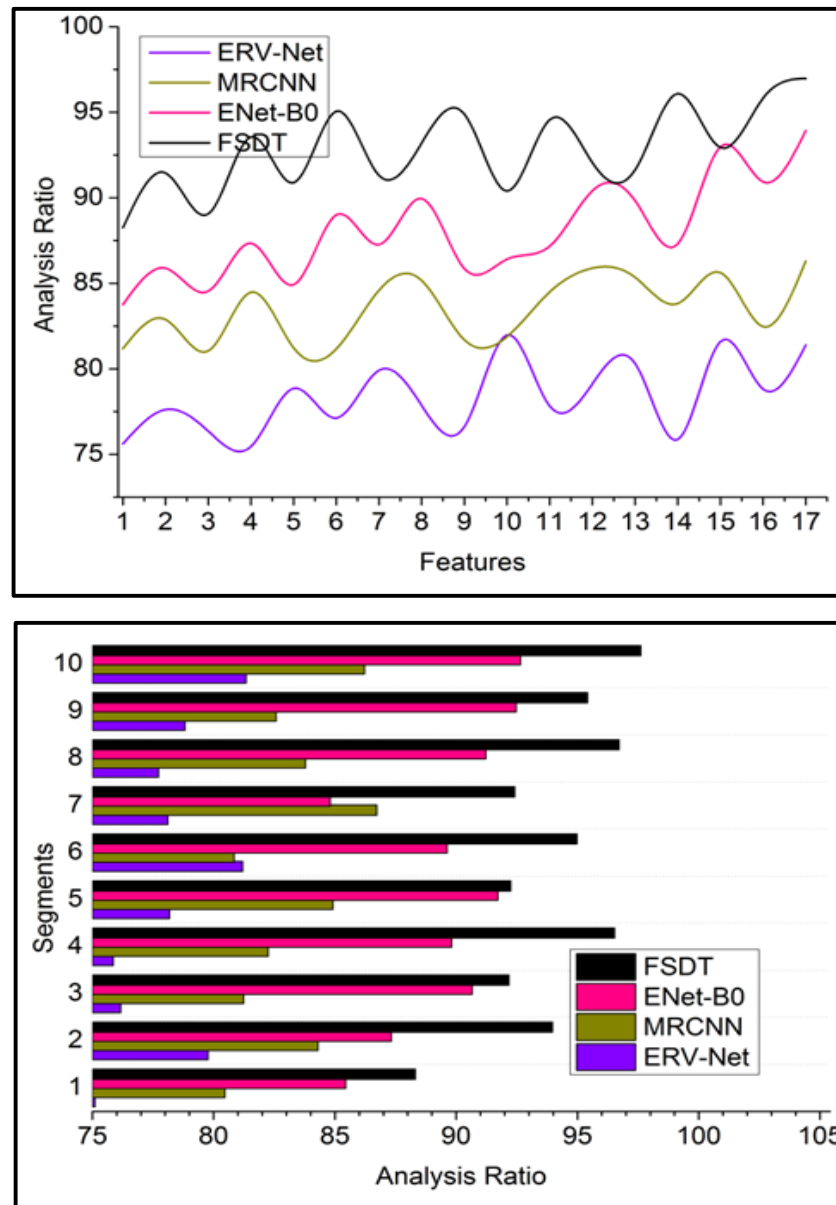 100
95
90
85
80
75
Analysis Ratio
ERV-Net
MRCNN
ENet-B0
FSDT
1 2 3 4 5 6 7 8 9 10 11 12 13 14 15 16 17
Features
10
9
8
7
6
5
4
3
2
1
Segments
FSDT
ENet-B0
MRCNN
ERV-Net
75 80 85 90 95 100 105
Analysis Ratio